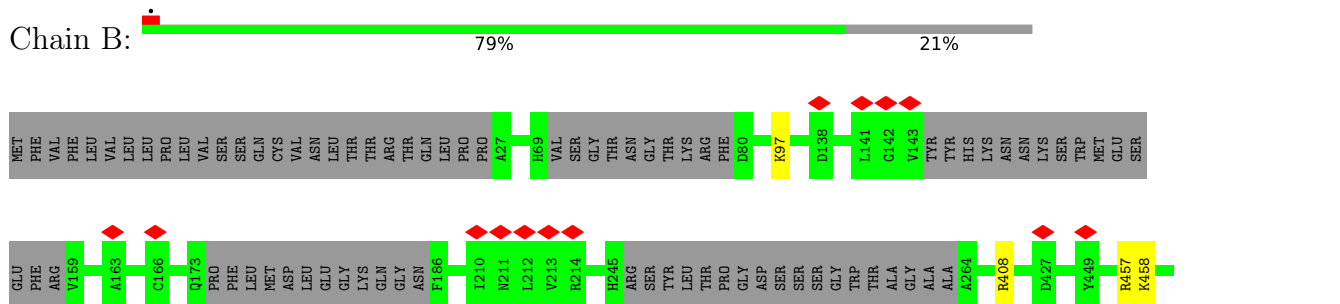 Chain B:
79% 21%
MET PHE VAL PHE LEU VAL LEU LEU PRO LEU VAL SER SER GLN CYS VAL ASN LEU THR THR ARG THR GLN LEU PRO PRO A27 H69 VAL SER GLY THR ASN GLY THR LYS ARG PHE D80 K97 D138 L141 G142 V143 TYR TYR HIS LYS ASN ASN LYS SER TRP MET GLU SER
GLU PHE ARG V159 A163 C166 Q173 PRO PHE LEU MET ASP LEU GLU GLY LYS GLN GLY ASN F186 I210 N211 L212 V213 R214 H245 ARG SER TYR LEU THR PRO GLY ASP SER SER SER GLY TRP THR ALA GLY ALA ALA A264 R408 D427 Y449 R457 K458